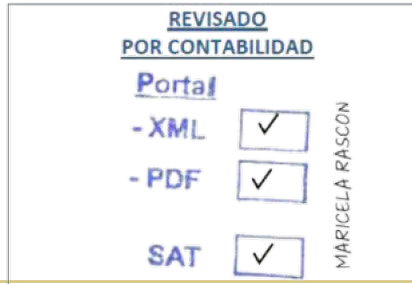 REVISADO
POR CONTABILIDAD
Portal
- XML ✓
- PDF ✓
SAT ✓
MARICELA RASCON